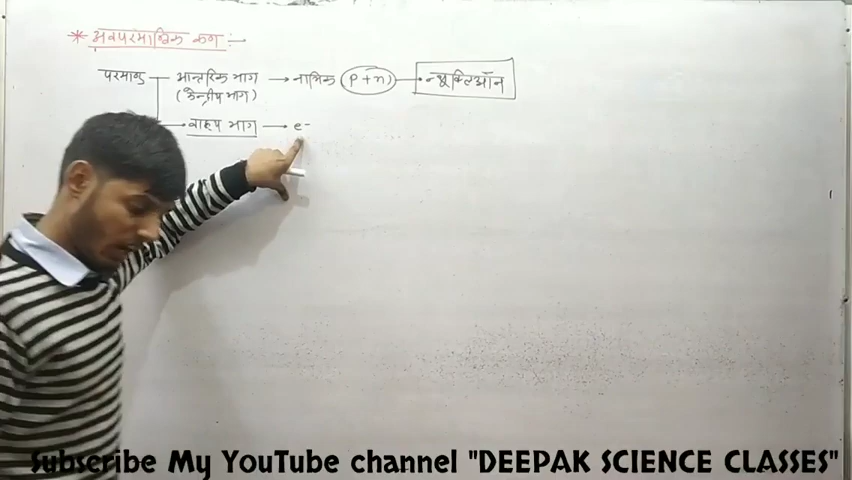 * अवपरमाण्विक कण :-
परमाणु आन्तरिक भाग → नाभिक (p + n) न्यूक्लिऑन
(केन्द्रीय भाग)
वाह्य भाग → e-
Subscribe My YouTube channel "DEEPAK SCIENCE CLASSES"